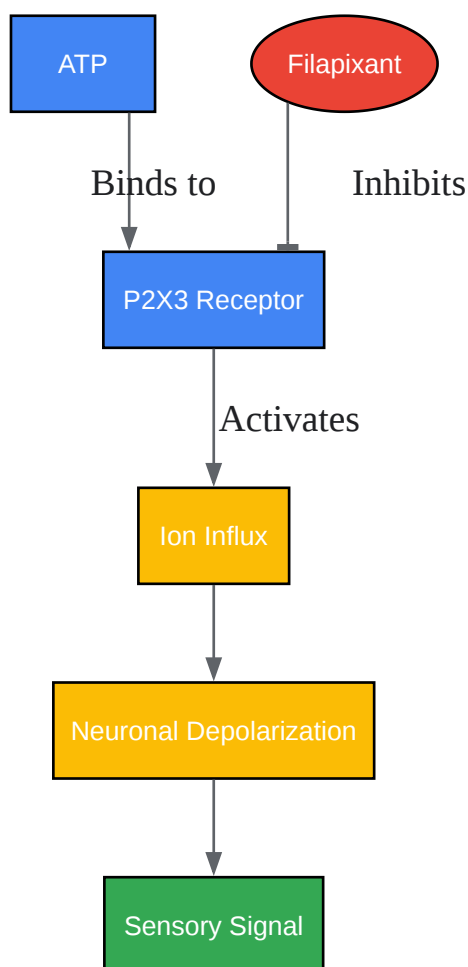 ATP
Filapixant
Binds to
Inhibits
P2X3 Receptor
Activates
Ion Influx
Neuronal Depolarization
Sensory Signal